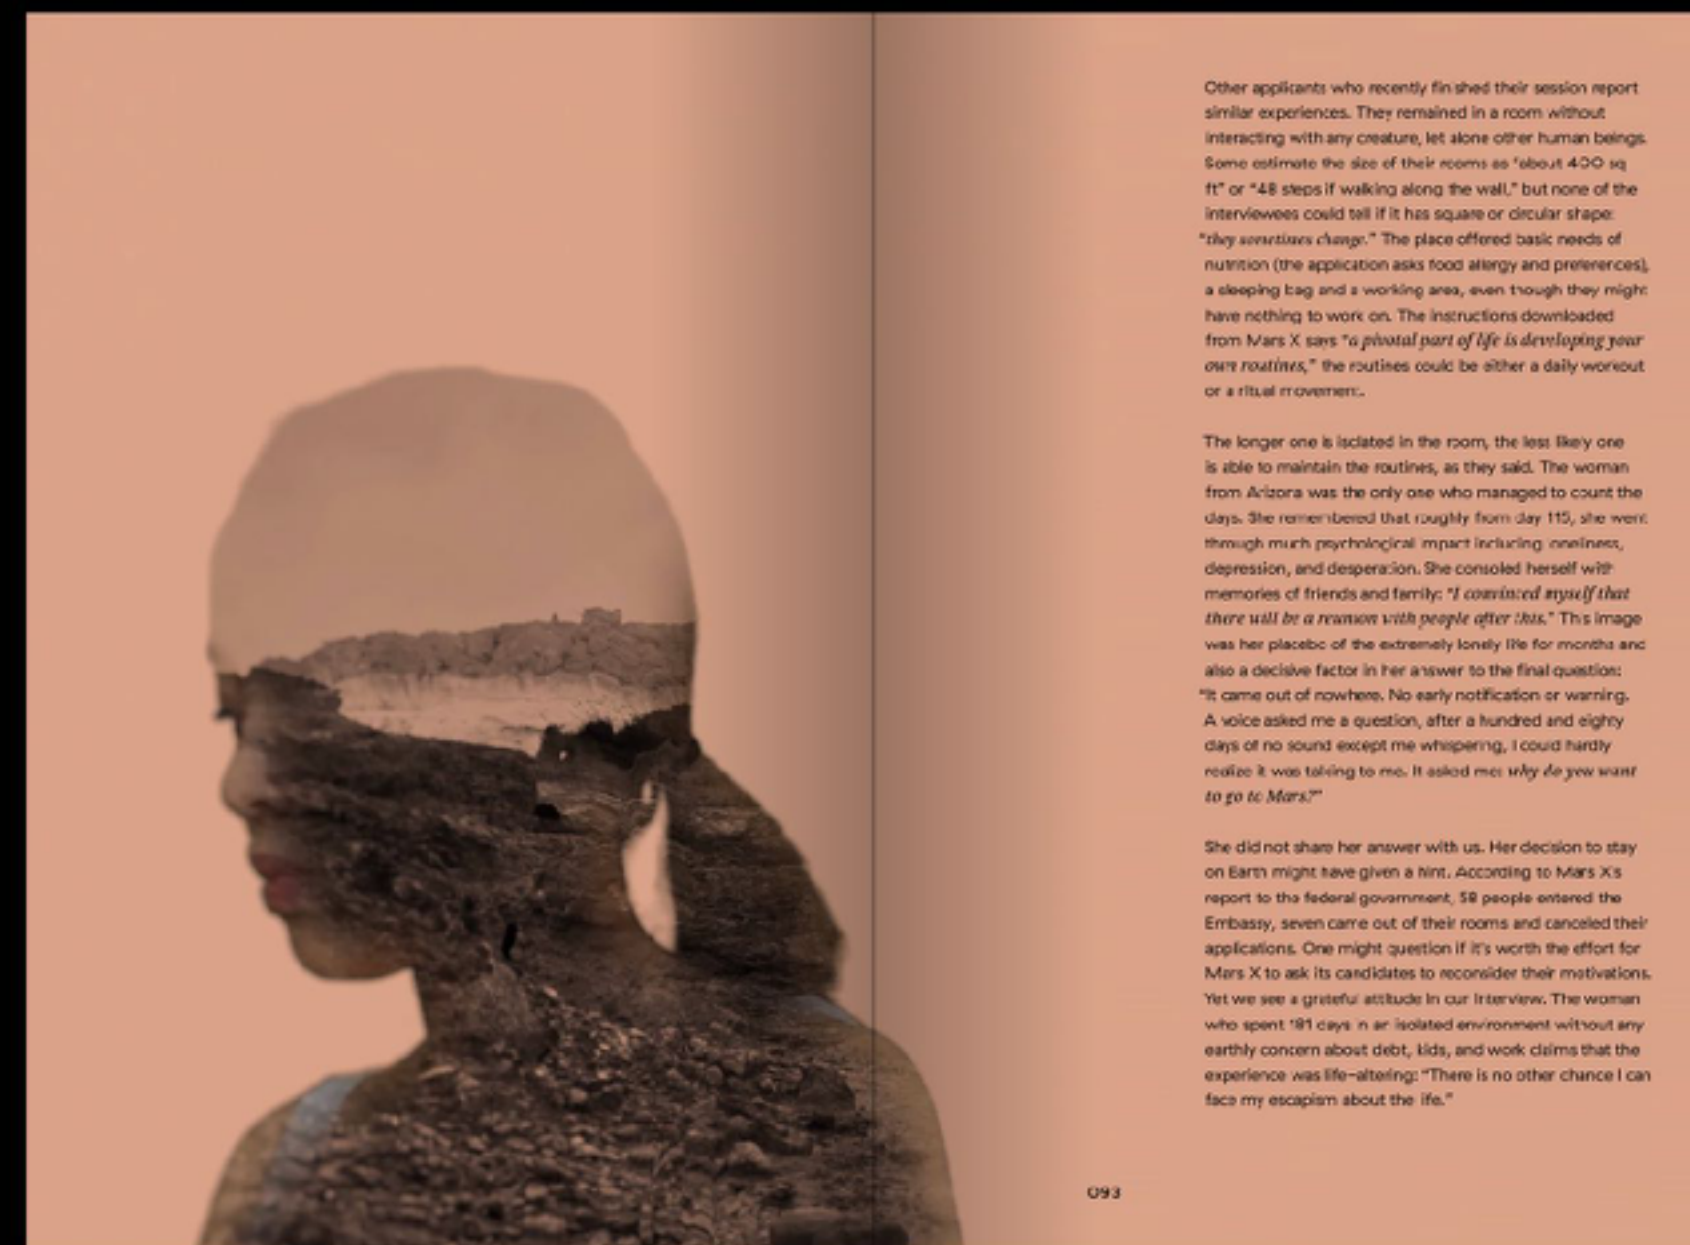 Other applicants who recently finished their session report
similar experiences. They remained in a room without
interacting with any creature, let alone other human beings.
Some estimate the size of their rooms as "about 400 sq
ft" or "48 steps if walking along the wall," but none of the
interviewees could tell if it has square or circular shape:
"they sometimes change." The place offered basic needs of
nutrition (the application asks food allergy and preferences),
a sleeping bag and a working area, even though they might
have nothing to work on. The instructions downloaded
from Mars X says "a pivotal part of life is developing your
own routines," the routines could be either a daily workout
or a ritual movement.
The longer one is isolated in the room, the less likely one
is able to maintain the routines, as they said. The woman
from Arizona was the only one who managed to count the
days. She remembered that roughly from day 115, she went
through much psychological impact including loneliness,
depression, and desperation. She consoled herself with
memories of friends and family: "I convinced myself that
there will be a reunion with people after this." This image
was her placebo of the extremely lonely life for months and
also a decisive factor in her answer to the final question:
"It came out of nowhere. No early notification or warning.
A voice asked me a question, after a hundred and eighty
days of no sound except me whispering, I could hardly
realize it was talking to me. It asked me: why do you want
to go to Mars?"
She did not share her answer with us. Her decision to stay
on Earth might have given a hint. According to Mars X's
report to the federal government, 58 people entered the
Embassy, seven came out of their rooms and canceled their
applications. One might question if it's worth the effort for
Mars X to ask its candidates to reconsider their motivations.
Yet we see a grateful attitude in our interview. The woman
who spent 181 days in an isolated environment without any
earthly concern about debt, kids, and work claims that the
experience was life-altering: "There is no other chance I can
face my escapism about the life."
093